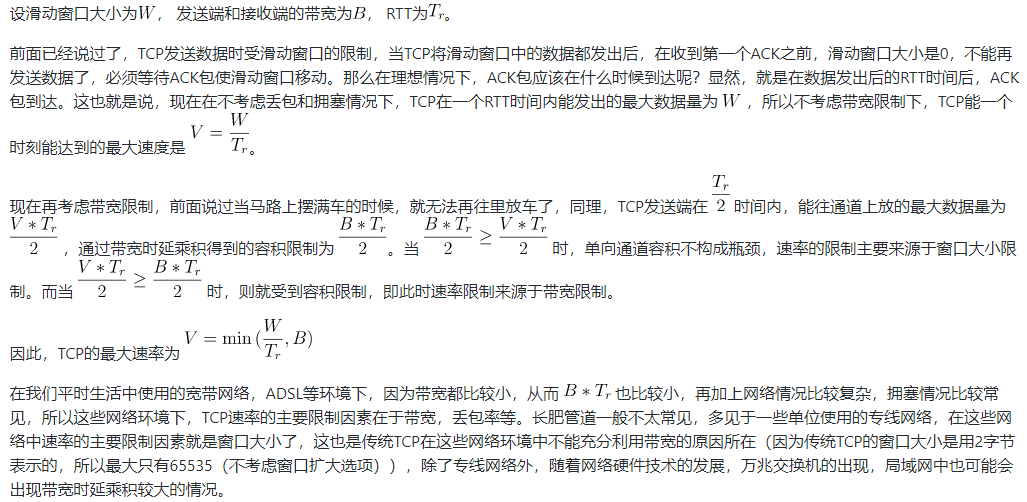 设滑动窗口大小为W， 发送端和接收端的带宽为B， RTT为Tr。
前面已经说过了，TCP发送数据时受滑动窗口的限制，当TCP将滑动窗口中的数据都发出后，在收到第一个ACK之前，滑动窗口大小是0，不能再
发送数据了，必须等待ACK包使滑动窗口移动。那么在理想情况下，ACK包应该在什么时候到达呢？显然，就是在数据发出后的RTT时间后，ACK
包到达。这也就是说，现在在不考虑丢包和拥塞情况下，TCP在一个RTT时间内能发出的最大数据量为 W ，所以不考虑带宽限制下，TCP能一个
时刻能达到的最大速度是 V = W/Tr。
现在再考虑带宽限制，前面说过当马路上摆满车的时候，就无法再往里放车了，同理，TCP发送端在 Tr/2 时间内，能往通道上放的最大数据量为
V * Tr/2 ，通过带宽时延乘积得到的容积限制为 B * Tr/2 。当 B * Tr/2 ≥ V * Tr/2 时，单向通道容积不构成瓶颈，速率的限制主要来源于窗口大小限
制。而当 V * Tr/2 ≥ B * Tr/2 时，则就受到容积限制，即此时速率限制来源于带宽限制。
因此，TCP的最大速率为 V = min (W/Tr, B)
在我们平时生活中使用的宽带网络，ADSL等环境下，因为带宽都比较小，从而 B * Tr 也比较小，再加上网络情况比较复杂，拥塞情况比较常
见，所以这些网络环境下，TCP速率的主要限制因素在于带宽，丢包率等。长肥管道一般不太常见，多见于一些单位使用的专线网络，在这些网
络中速率的主要限制因素就是窗口大小了，这也是传统TCP在这些网络环境中不能充分利用带宽的原因所在（因为传统TCP的窗口大小是用2字节
表示的，所以最大只有65535（不考虑窗口扩大选项）），除了专线网络外，随着网络硬件技术的发展，万兆交换机的出现，局域网中也可能会
出现带宽时延乘积较大的情况。